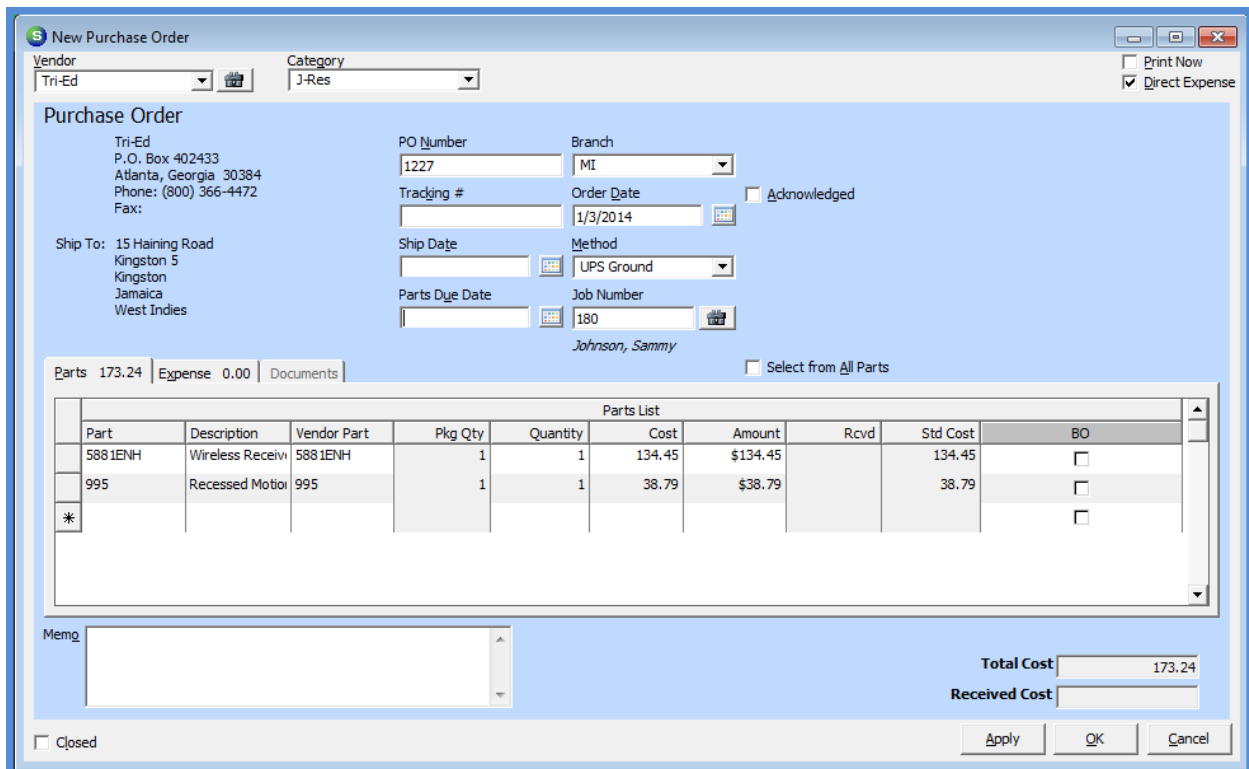 S New Purchase Order
Vendor Category Print Now
Tri-Ed J-Res Direct Expense
Purchase Order
Tri-Ed PO Number Branch
P.O. Box 402433 1227 MI
Atlanta, Georgia 30384
Phone: (800) 366-4472 Tracking # Order Date Acknowledged
Fax: 1/3/2014
Ship To: 15 Haining Road Ship Date Method
Kingston 5 UPS Ground
Kingston
Jamaica Parts Due Date Job Number
West Indies 180
Johnson, Sammy
Parts 173.24 Expense 0.00 Documents Select from All Parts
Parts List
Part Description Vendor Part Pkg Qty Quantity Cost Amount Rcvd Std Cost BO
5881ENH Wireless Receiv 5881ENH 1 1 134.45 $134.45 134.45
995 Recessed Motio 995 1 1 38.79 $38.79 38.79
Memo
Total Cost 173.24
Received Cost
Closed Apply OK Cancel